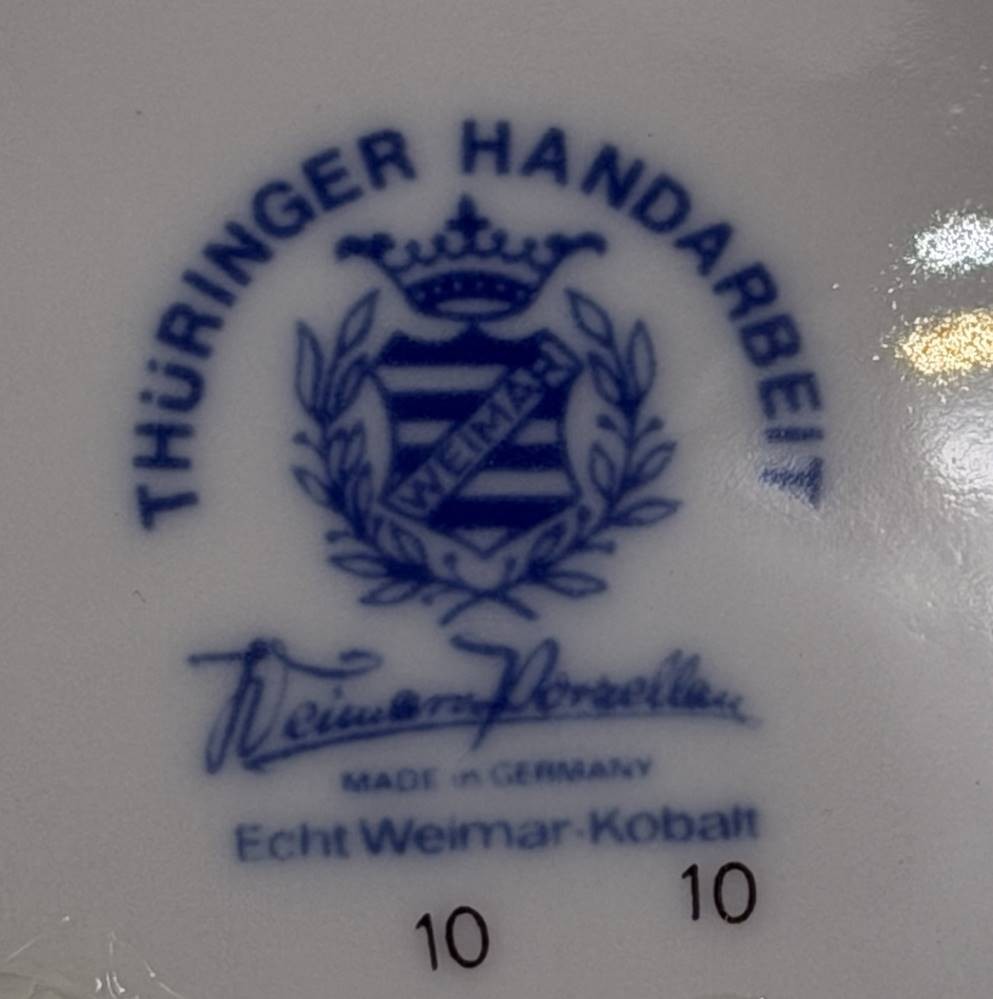 THÜRINGER HANDARBEIT
WEIMAR
Weimar Porzellan
MADE in GERMANY
Echt Weimar-Kobalt
10
10